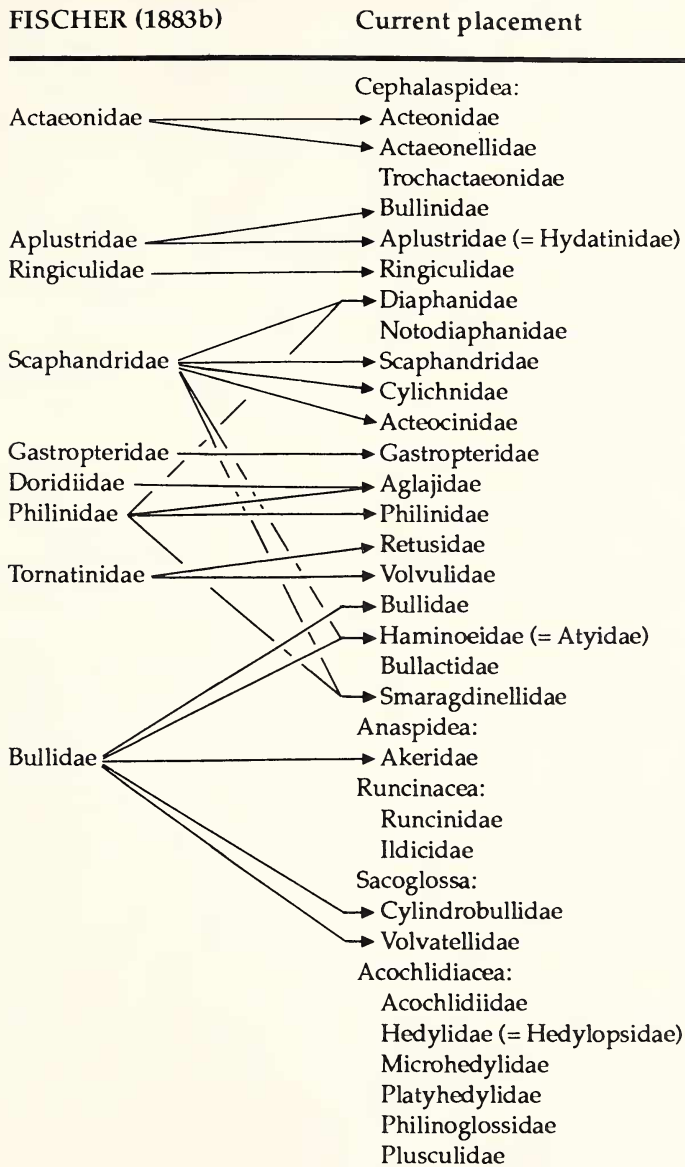 FISCHER (1883b) Current placement
Cephalaspidea:
Actaeonidae Acteonidae
Actaeonellidae
Trochactaeonidae
Bullinidae
Aplustridae Aplustridae (= Hydatinidae)
Ringiculidae Ringiculidae
Diaphanidae
Notodiaphanidae
Scaphandridae Scaphandridae
Cylichnidae
Acteocinidae
Gastropteridae Gastropteridae
Doridiidae Aglajidae
Philinidae Philinidae
Retusidae
Tornatinidae Volvulidae
Bullidae
Haminoeidae (= Atyidae)
Bullactidae
Smaragdinellidae
Anaspidea:
Bullidae Akeridae
Runcinacea:
Runcinidae
Ildicidae
Sacoglossa:
Cylindrobullidae
Volvatellidae
Acochlidiacea:
Acochlidiidae
Hedylidae (= Hedylopsidae)
Microhedylidae
Platyhedylidae
Philinoglossidae
Plusculidae